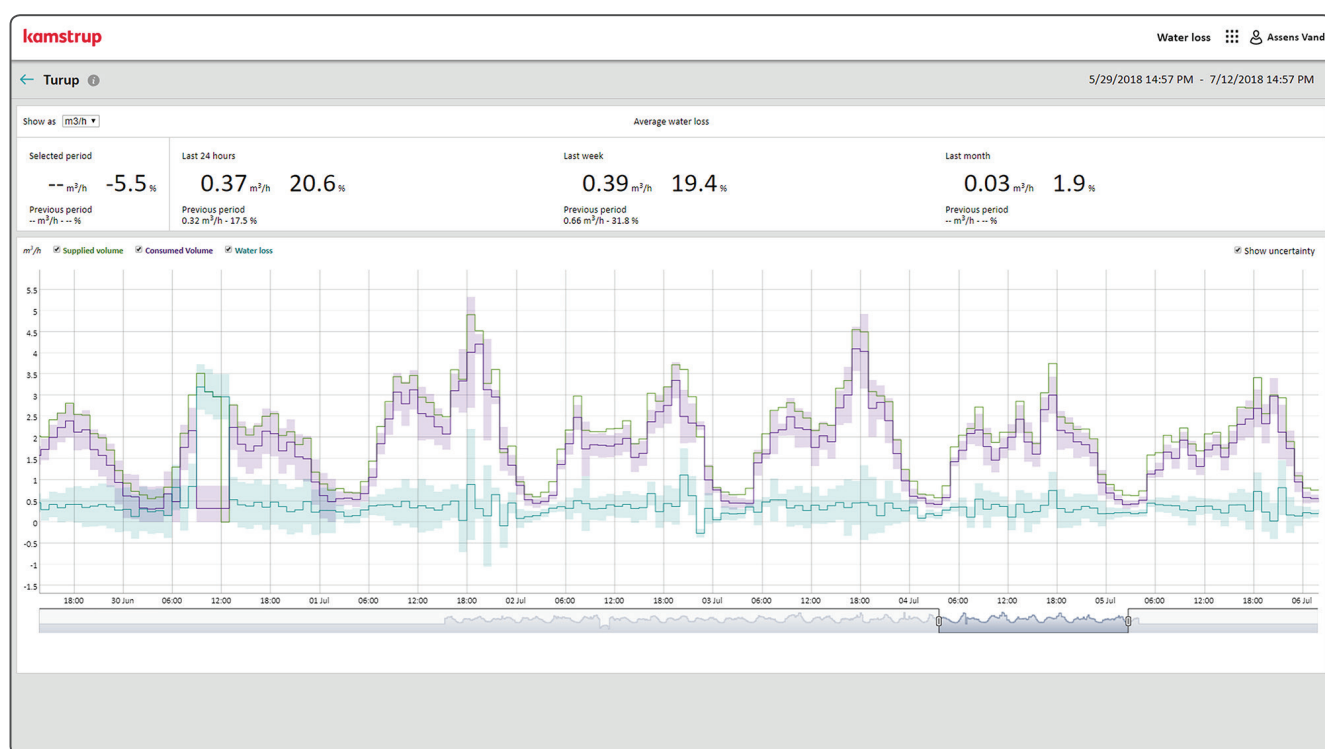 kamstrup
Water loss Assens Vand
Turup
5/29/2018 14:57 PM - 7/12/2018 14:57 PM
Show as m3/h
Average water loss
Selected period Last 24 hours Last week Last month
-- m³/h -5.5 % 0.37 m³/h 20.6 % 0.39 m³/h 19.4 % 0.03 m³/h 1.9 %
Previous period Previous period Previous period Previous period
-- m³/h - -- % 0.32 m³/h - 17.5 % 0.66 m³/h - 31.8 % -- m³/h - -- %
m³/h Supplied volume Consumed Volume Water loss Show uncertainty
5.5
5
4.5
4
3.5
3
2.5
2
1.5
1
0.5
0
-0.5
-1
-1.5
18:00 30 Jun 06:00 12:00 18:00 01 Jul 06:00 12:00 18:00 02 Jul 06:00 12:00 18:00 03 Jul 06:00 12:00 18:00 04 Jul 06:00 12:00 18:00 05 Jul 06:00 12:00 18:00 06 Jul